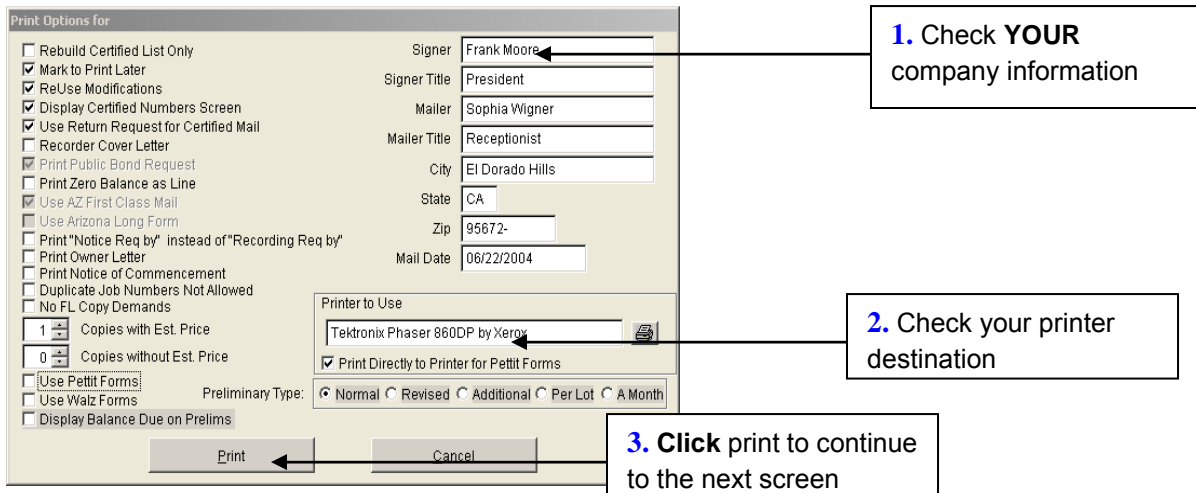 Print Options for
Rebuild Certified List Only
Mark to Print Later
ReUse Modifications
Display Certified Numbers Screen
Use Return Request for Certified Mail
Recorder Cover Letter
Print Public Bond Request
Print Zero Balance as Line
Use AZ First Class Mail
Use Arizona Long Form
Print "Notice Req by" instead of "Recording Req by"
Print Owner Letter
Print Notice of Commencement
Duplicate Job Numbers Not Allowed
No FL Copy Demands
1 Copies with Est. Price
0 Copies without Est. Price
Use Pettit Forms
Use Walz Forms
Display Balance Due on Prelims
Signer Frank Moore
Signer Title President
Mailer Sophia Wigner
Mailer Title Receptionist
City El Dorado Hills
State CA
Zip 95672-
Mail Date 06/22/2004
Printer to Use
Tektronix Phaser 860DP by Xerox
Print Directly to Printer for Pettit Forms
Preliminary Type: Normal Revised Additional Per Lot A Month
Print Cancel
1. Check YOUR
company information
2. Check your printer
destination
3. Click print to continue
to the next screen